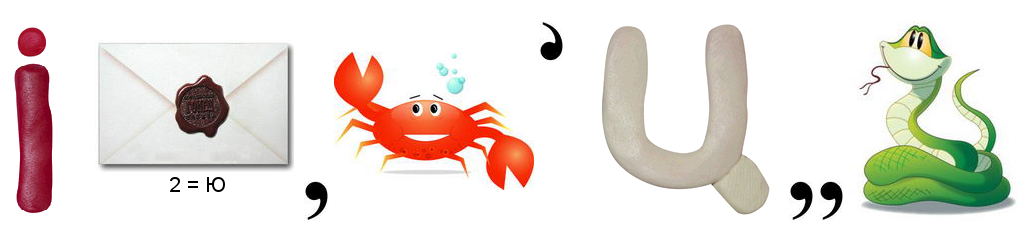 і
2 = Ю
,
,
Ц
,,